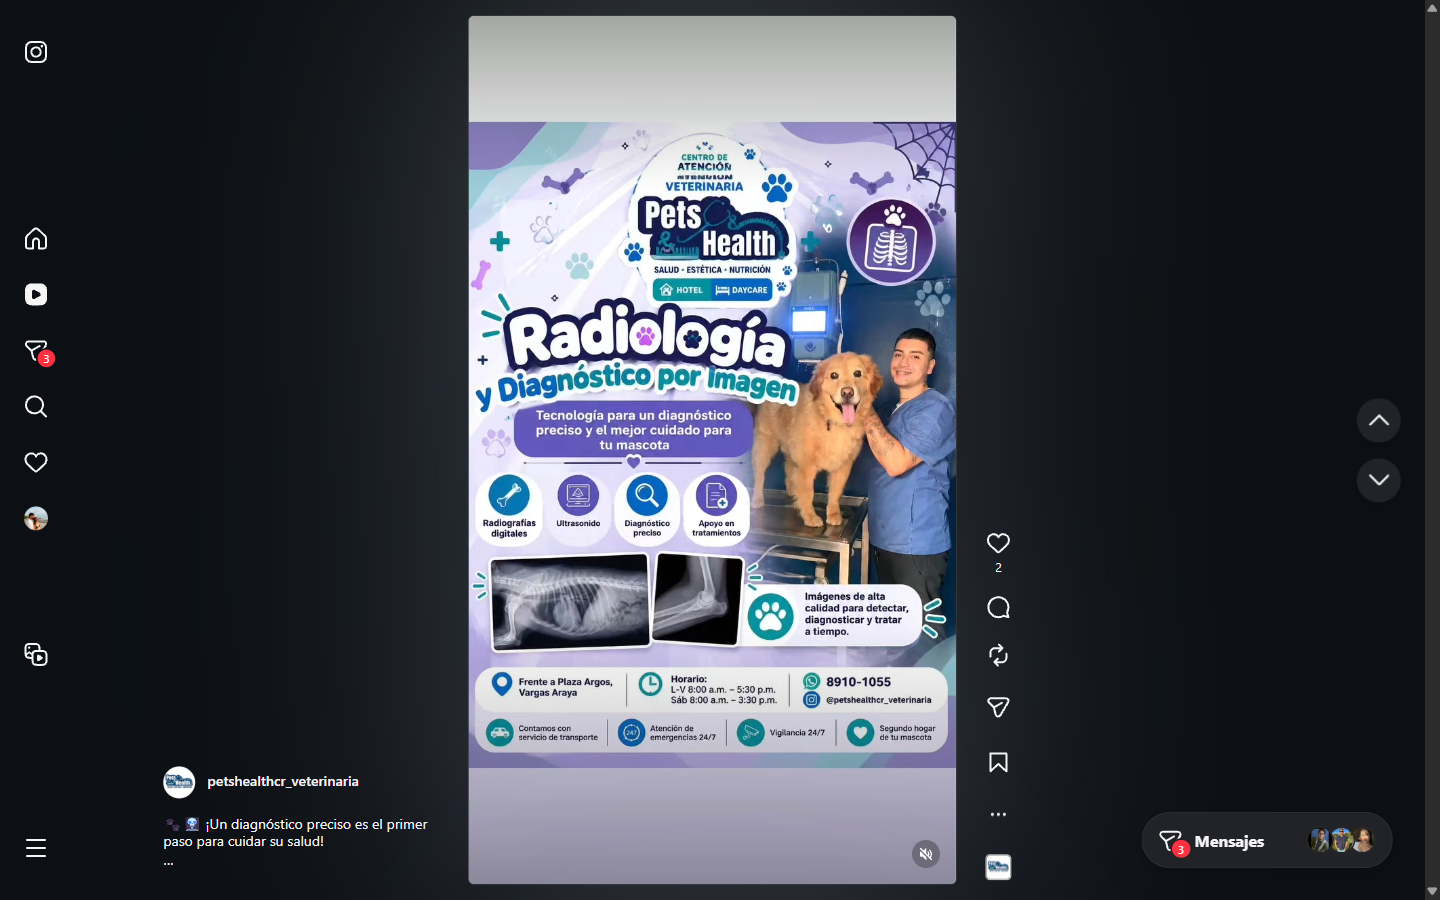 CENTRO DE
ATENCIÓN
VETERINARIA
Pets
& Health
SALUD • ESTÉTICA • NUTRICIÓN
HOTEL
DAYCARE
Radiología
y Diagnóstico por Imagen
Tecnología para un diagnóstico
preciso y el mejor cuidado para
tu mascota
Radiografías
digitales
Ultrasonido
Diagnóstico
preciso
Apoyo en
tratamientos
Imágenes de alta
calidad para detectar,
diagnosticar y tratar
a tiempo.
Frente a Plaza Argos,
Vargas Araya
Horario:
L-V 8:00 a.m. – 5:30 p.m.
Sáb 8:00 a.m. – 3:30 p.m.
8910-1055
@petshealthcr_veterinaria
Contamos con
servicio de transporte
24/7
Atención de
emergencias 24/7
Vigilancia 24/7
Segundo hogar
de tu mascota
petshealthcr_veterinaria
¡Un diagnóstico preciso es el primer
paso para cuidar su salud!
...
3
2
3
Mensajes